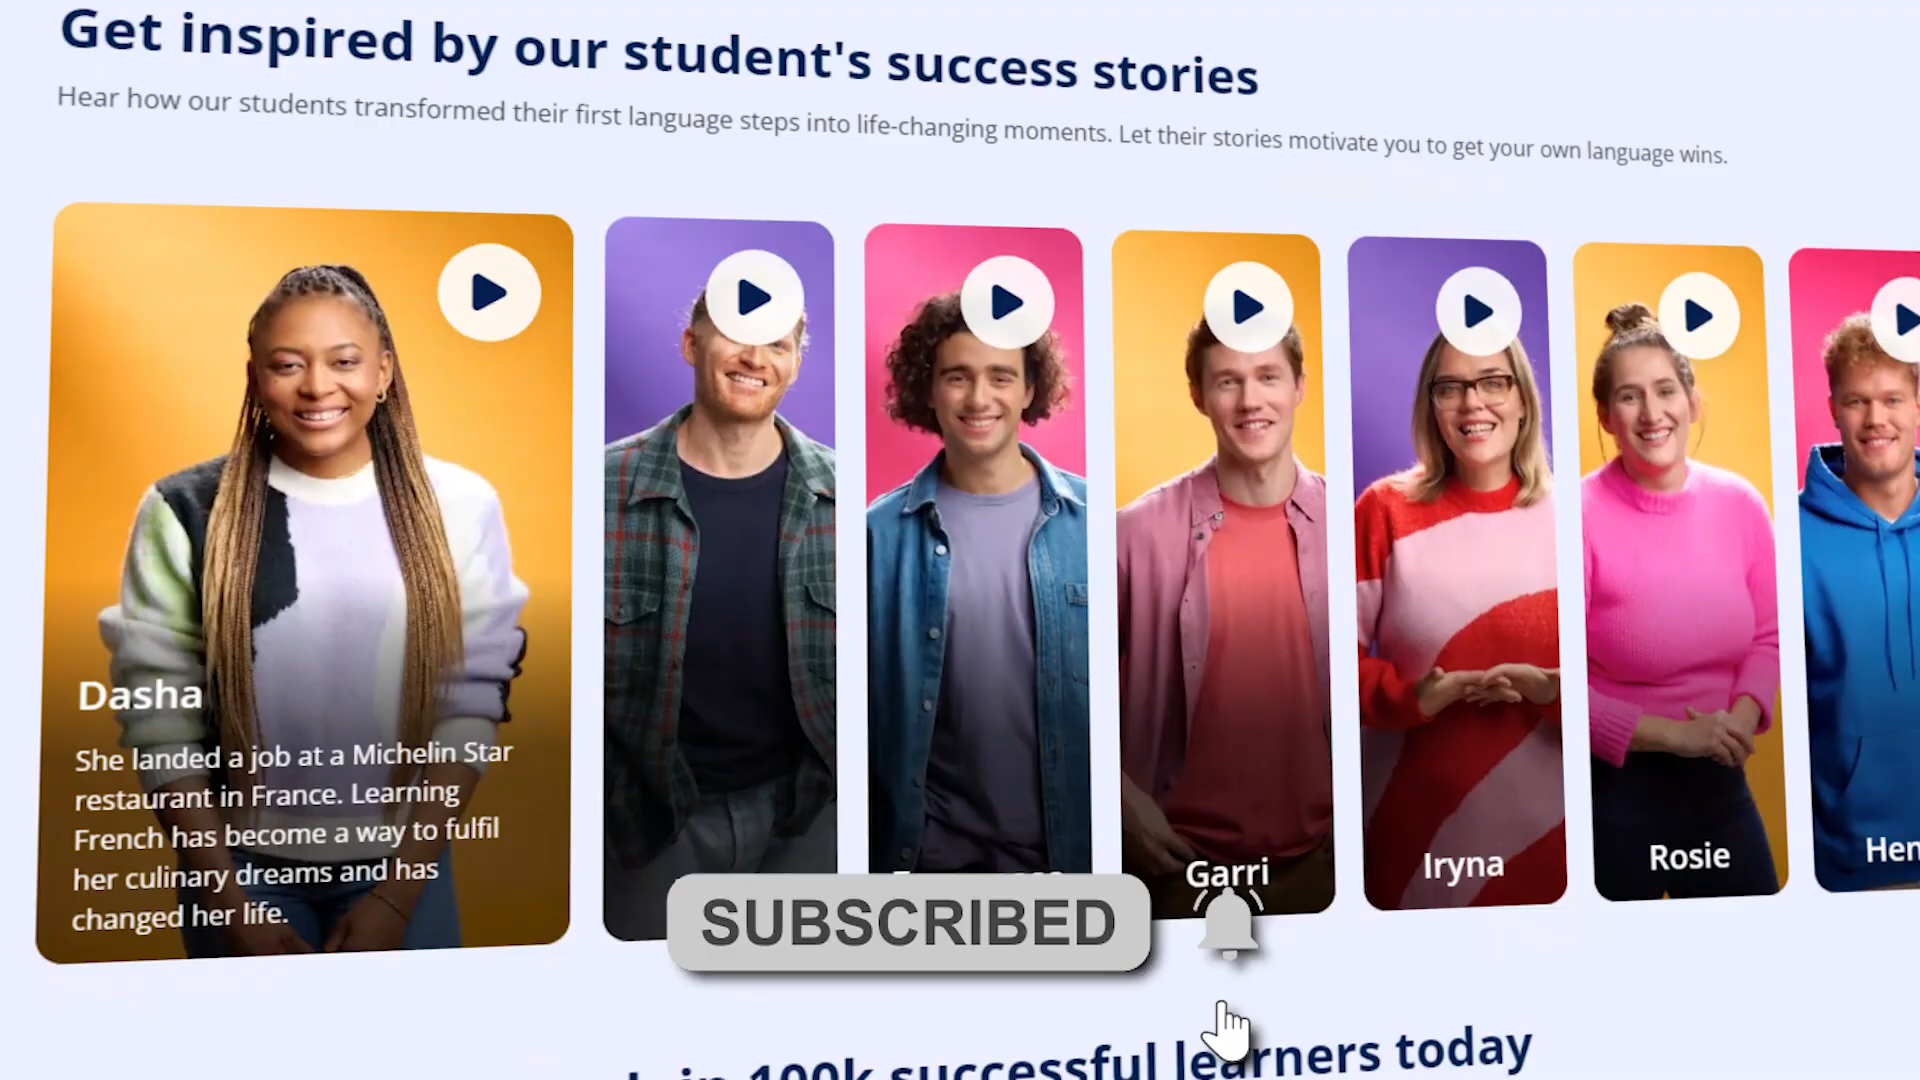 Get inspired by our student's success stories
Hear how our students transformed their first language steps into life-changing moments. Let their stories motivate you to get your own language wins.
Dasha
She landed a job at a Michelin Star
restaurant in France. Learning
French has become a way to fulfil
her culinary dreams and has
changed her life.
Garri
Iryna
Rosie
SUBSCRIBED
100k successful learners today